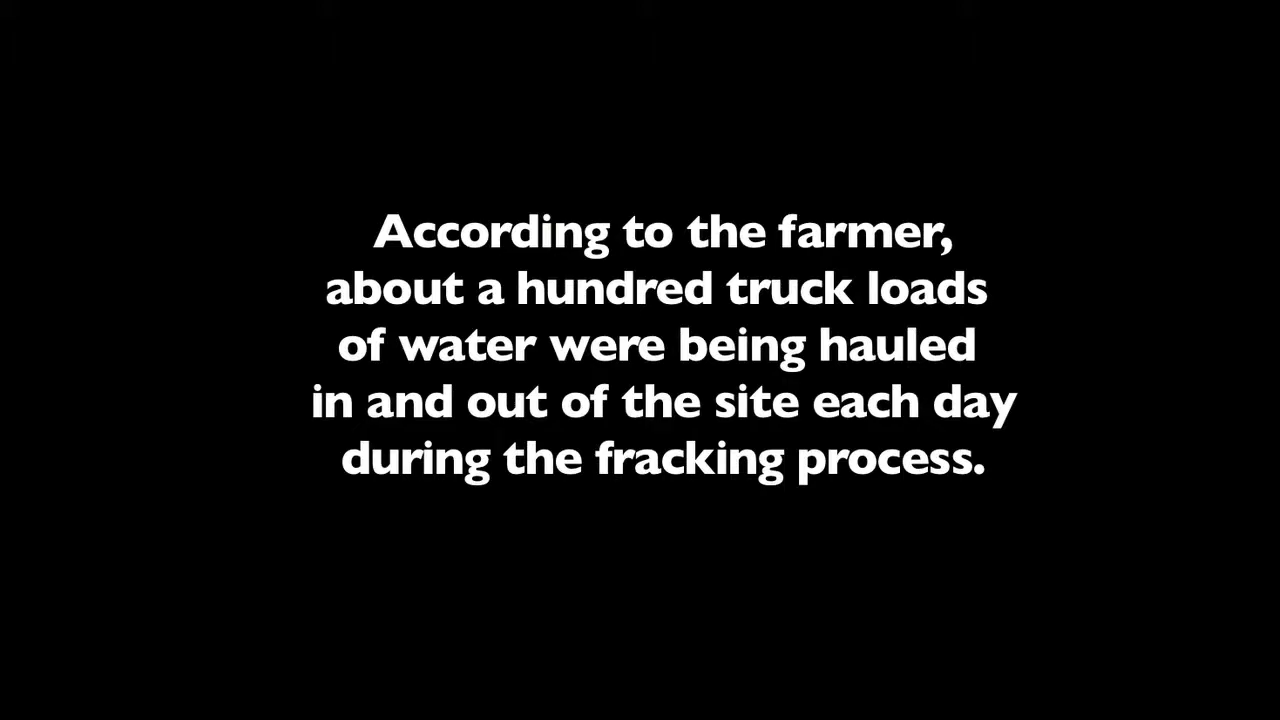 According to the farmer,
about a hundred truck loads
of water were being hauled
in and out of the site each day
during the fracking process.